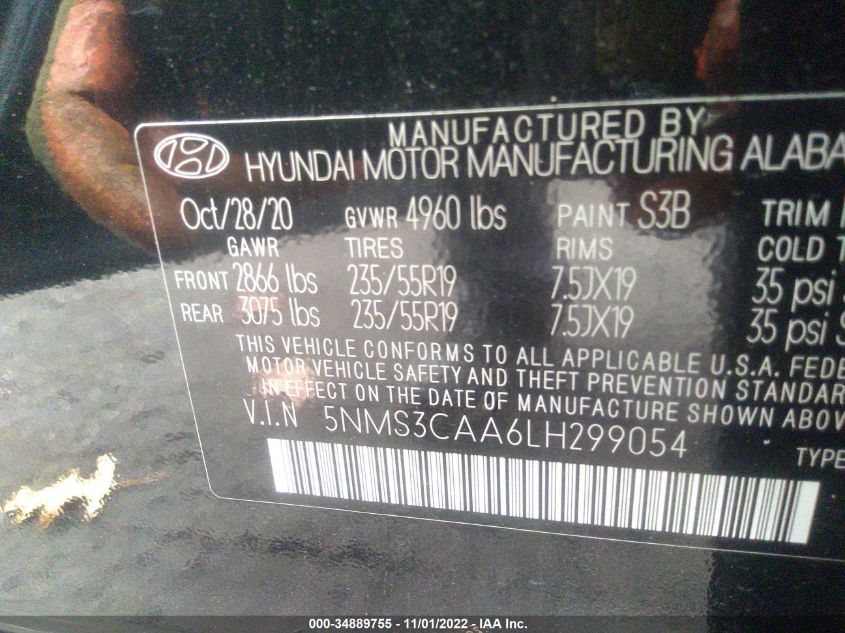 MANUFACTURED BY
HYUNDAI MOTOR MANUFACTURING ALABA
Oct/28/20 GVWR 4960 lbs PAINT S3B TRIM
GAWR TIRES RIMS COLD T
FRONT 2866 lbs 235/55R19 7.5JX19 35 psi
REAR 3075 lbs 235/55R19 7.5JX19 35 psi S
THIS VEHICLE CONFORMS TO ALL APPLICABLE U.S.A. FEDE
MOTOR VEHICLE SAFETY AND THEFT PREVENTION STANDAR
IN EFFECT ON THE DATE OF MANUFACTURE SHOWN ABOV
V.I.N 5NMS3CAA6LH299054
TYPE
000-34889755 - 11/01/2022 - IAA Inc.